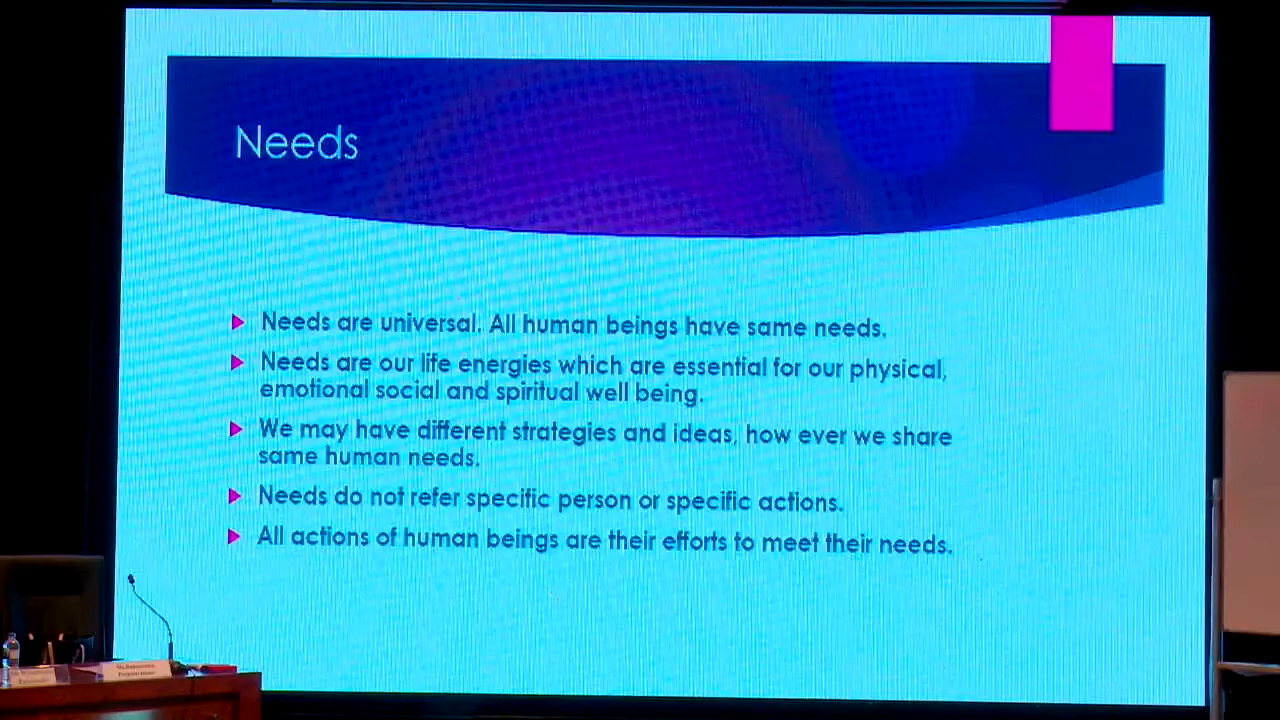 Needs
Needs are universal. All human beings have same needs.
Needs are our life energies which are essential for our physical,
emotional social and spiritual well being.
We may have different strategies and ideas, how ever we share
same human needs.
Needs do not refer specific person or specific actions.
All actions of human beings are their efforts to meet their needs.